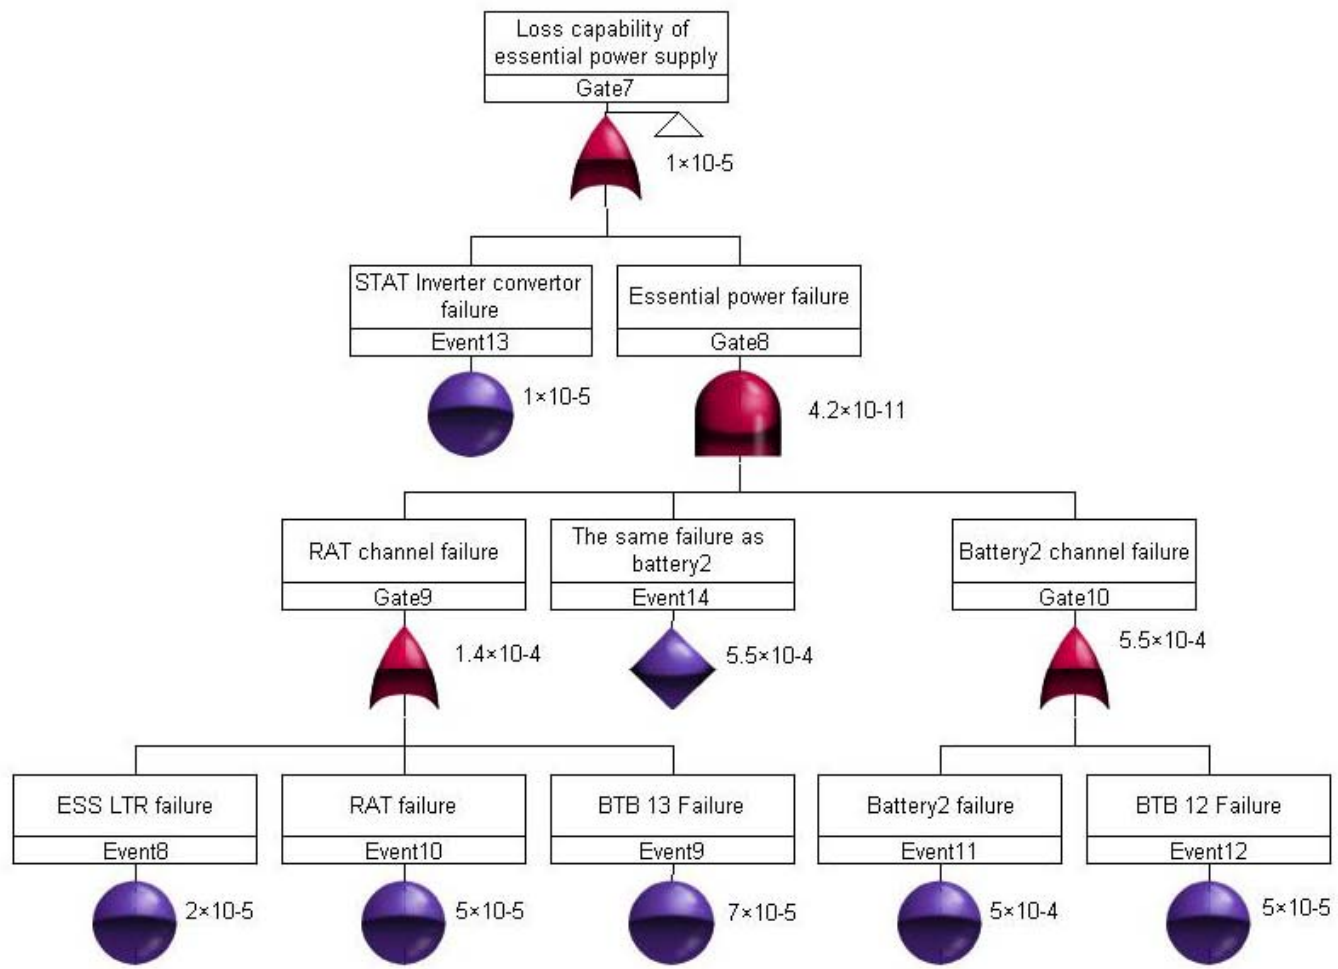 Loss capability of
essential power supply
Gate7
1×10-5
STAT Inverter convertor
failure
Event13
1×10-5
Essential power failure
Gate8
4.2×10-11
RAT channel failure
Gate9
1.4×10-4
The same failure as
battery2
Event14
5.5×10-4
Battery2 channel failure
Gate10
5.5×10-4
ESS LTR failure
Event8
2×10-5
RAT failure
Event10
5×10-5
BTB 13 Failure
Event9
7×10-5
Battery2 failure
Event11
5×10-4
BTB 12 Failure
Event12
5×10-5